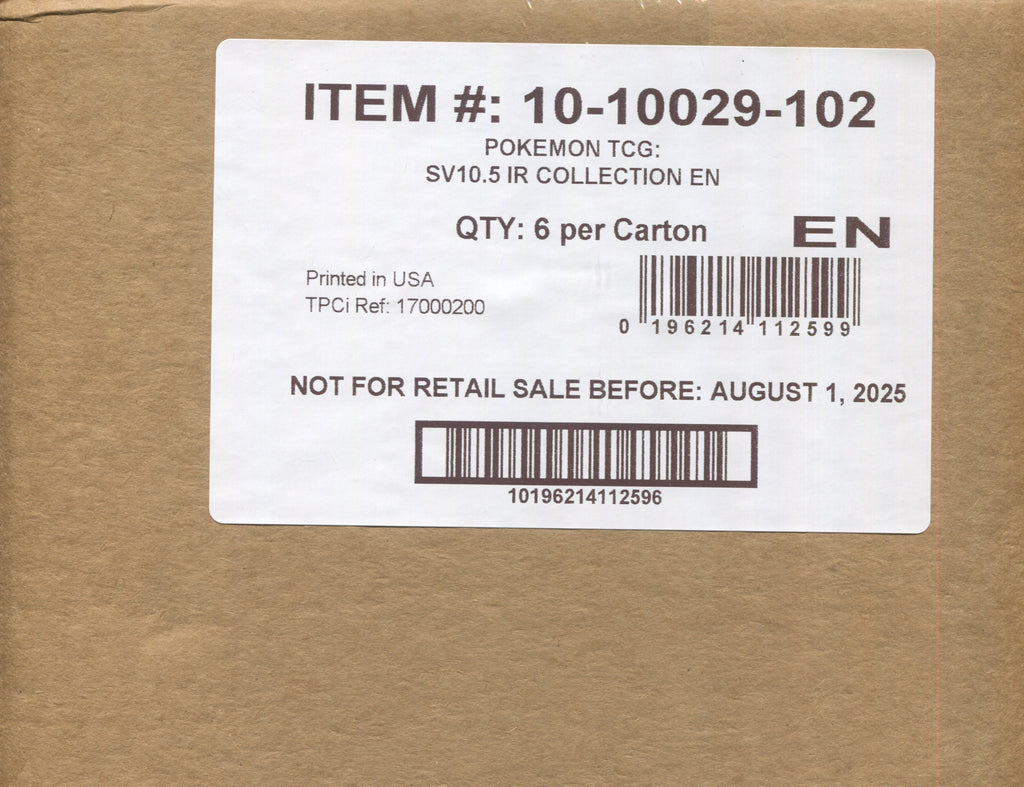 ITEM #: 10-10029-102
POKEMON TCG:
SV10.5 IR COLLECTION EN
QTY: 6 per Carton
EN
Printed in USA
TPCi Ref: 17000200
0 196214 112599
NOT FOR RETAIL SALE BEFORE: AUGUST 1, 2025
10196214112596